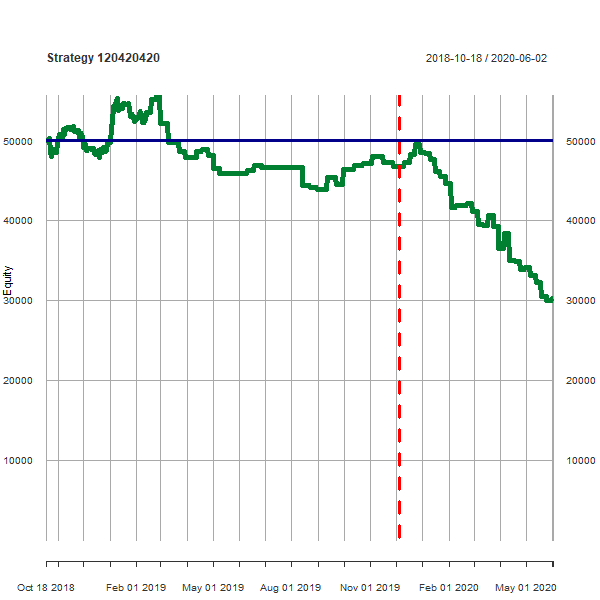 Strategy 120420420
2018-10-18 / 2020-06-02
50000
50000
40000
40000
Equity
30000
30000
20000
20000
10000
10000
Oct 18 2018
Feb 01 2019
May 01 2019
Aug 01 2019
Nov 01 2019
Feb 01 2020
May 01 2020